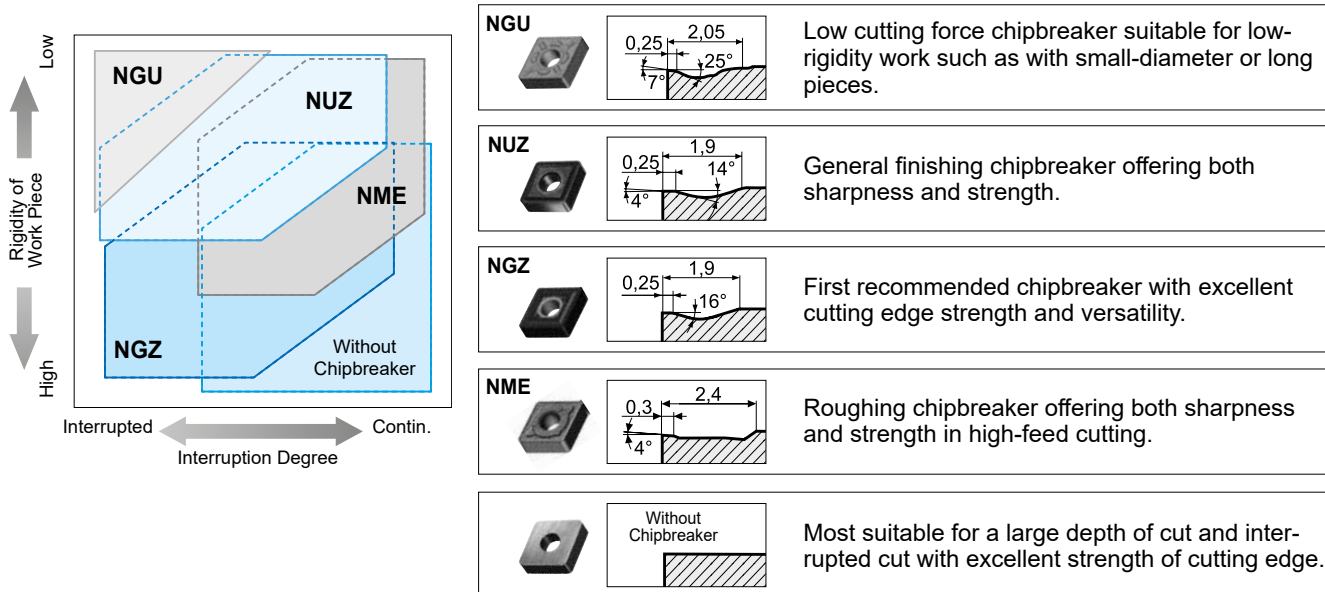 Low
Rigidity of
Work Piece
High
NGU
NUZ
NME
NGZ
Without
Chipbreaker
Interrupted
Contin.
Interruption Degree
NGU
2,05
0,25
25°
7°
Low cutting force chipbreaker suitable for low-
rigidity work such as with small-diameter or long
pieces.
NUZ
1,9
0,25
14°
4°
General finishing chipbreaker offering both
sharpness and strength.
NGZ
1,9
0,25
16°
First recommended chipbreaker with excellent
cutting edge strength and versatility.
NME
2,4
0,3
4°
Roughing chipbreaker offering both sharpness
and strength in high-feed cutting.
Without
Chipbreaker
Most suitable for a large depth of cut and inter-
rupted cut with excellent strength of cutting edge.